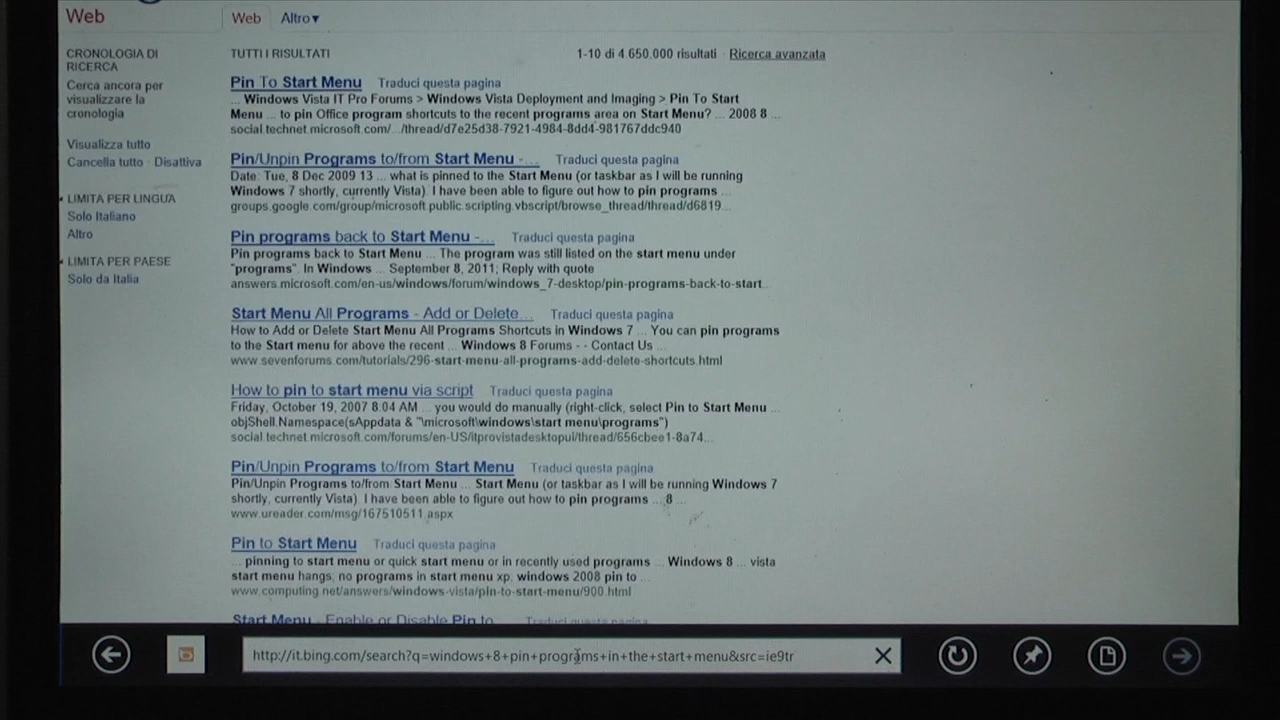 Web
Web Altro▾
CRONOLOGIA DI
RICERCA
Cerca ancora per
visualizzare la
cronologia
Visualizza tutto
Cancella tutto · Disattiva
LIMITA PER LINGUA
Solo Italiano
Altro
LIMITA PER PAESE
Solo da Italia
TUTTI I RISULTATI 1-10 di 4.650.000 risultati · Ricerca avanzata
Pin To Start Menu Traduci questa pagina
... Windows Vista IT Pro Forums > Windows Vista Deployment and Imaging > Pin To Start
Menu ... to pin Office program shortcuts to the recent programs area on Start Menu? ... 2008 8 ...
social.technet.microsoft.com/.../thread/d7e25d38-7921-4984-8dd4-981767ddc940
Pin/Unpin Programs to/from Start Menu -... Traduci questa pagina
Date: Tue, 8 Dec 2009 13 ... what is pinned to the Start Menu (or taskbar as I will be running
Windows 7 shortly, currently Vista). I have been able to figure out how to pin programs ...
groups.google.com/group/microsoft.public.scripting.vbscript/browse_thread/thread/d6819...
Pin programs back to Start Menu -... Traduci questa pagina
Pin programs back to Start Menu ... The program was still listed on the start menu under
"programs". In Windows ... September 8, 2011; Reply with quote
answers.microsoft.com/en-us/windows/forum/windows_7-desktop/pin-programs-back-to-start...
Start Menu All Programs - Add or Delete... Traduci questa pagina
How to Add or Delete Start Menu All Programs Shortcuts in Windows 7 ... You can pin programs
to the Start menu for above the recent ... Windows 8 Forums - - Contact Us ...
www.sevenforums.com/tutorials/296-start-menu-all-programs-add-delete-shortcuts.html
How to pin to start menu via script Traduci questa pagina
Friday, October 19, 2007 8:04 AM ... you would do manually (right-click, select Pin to Start Menu ...
objShell.Namespace(sAppdata & "\microsoft\windows\start menu\programs")
social.technet.microsoft.com/forums/en-US/itprovistadesktopui/thread/656cbee1-8a74...
Pin/Unpin Programs to/from Start Menu Traduci questa pagina
Pin/Unpin Programs to/from Start Menu ... Start Menu (or taskbar as I will be running Windows 7
shortly, currently Vista). I have been able to figure out how to pin programs ... 8 ...
www.ureader.com/msg/167510511.aspx
Pin to Start Menu Traduci questa pagina
... pinning to start menu or quick start menu or in recently used programs ... Windows 8 ... vista
start menu hangs, no programs in start menu xp, windows 2008 pin to ...
www.computing.net/answers/windows-vista/pin-to-start-menu/900.html
Start Menu - Enable or Disable Pin to... Traduci questa pagina
http://it.bing.com/search?q=windows+8+pin+programs+in+the+start+menu&src=ie9tr